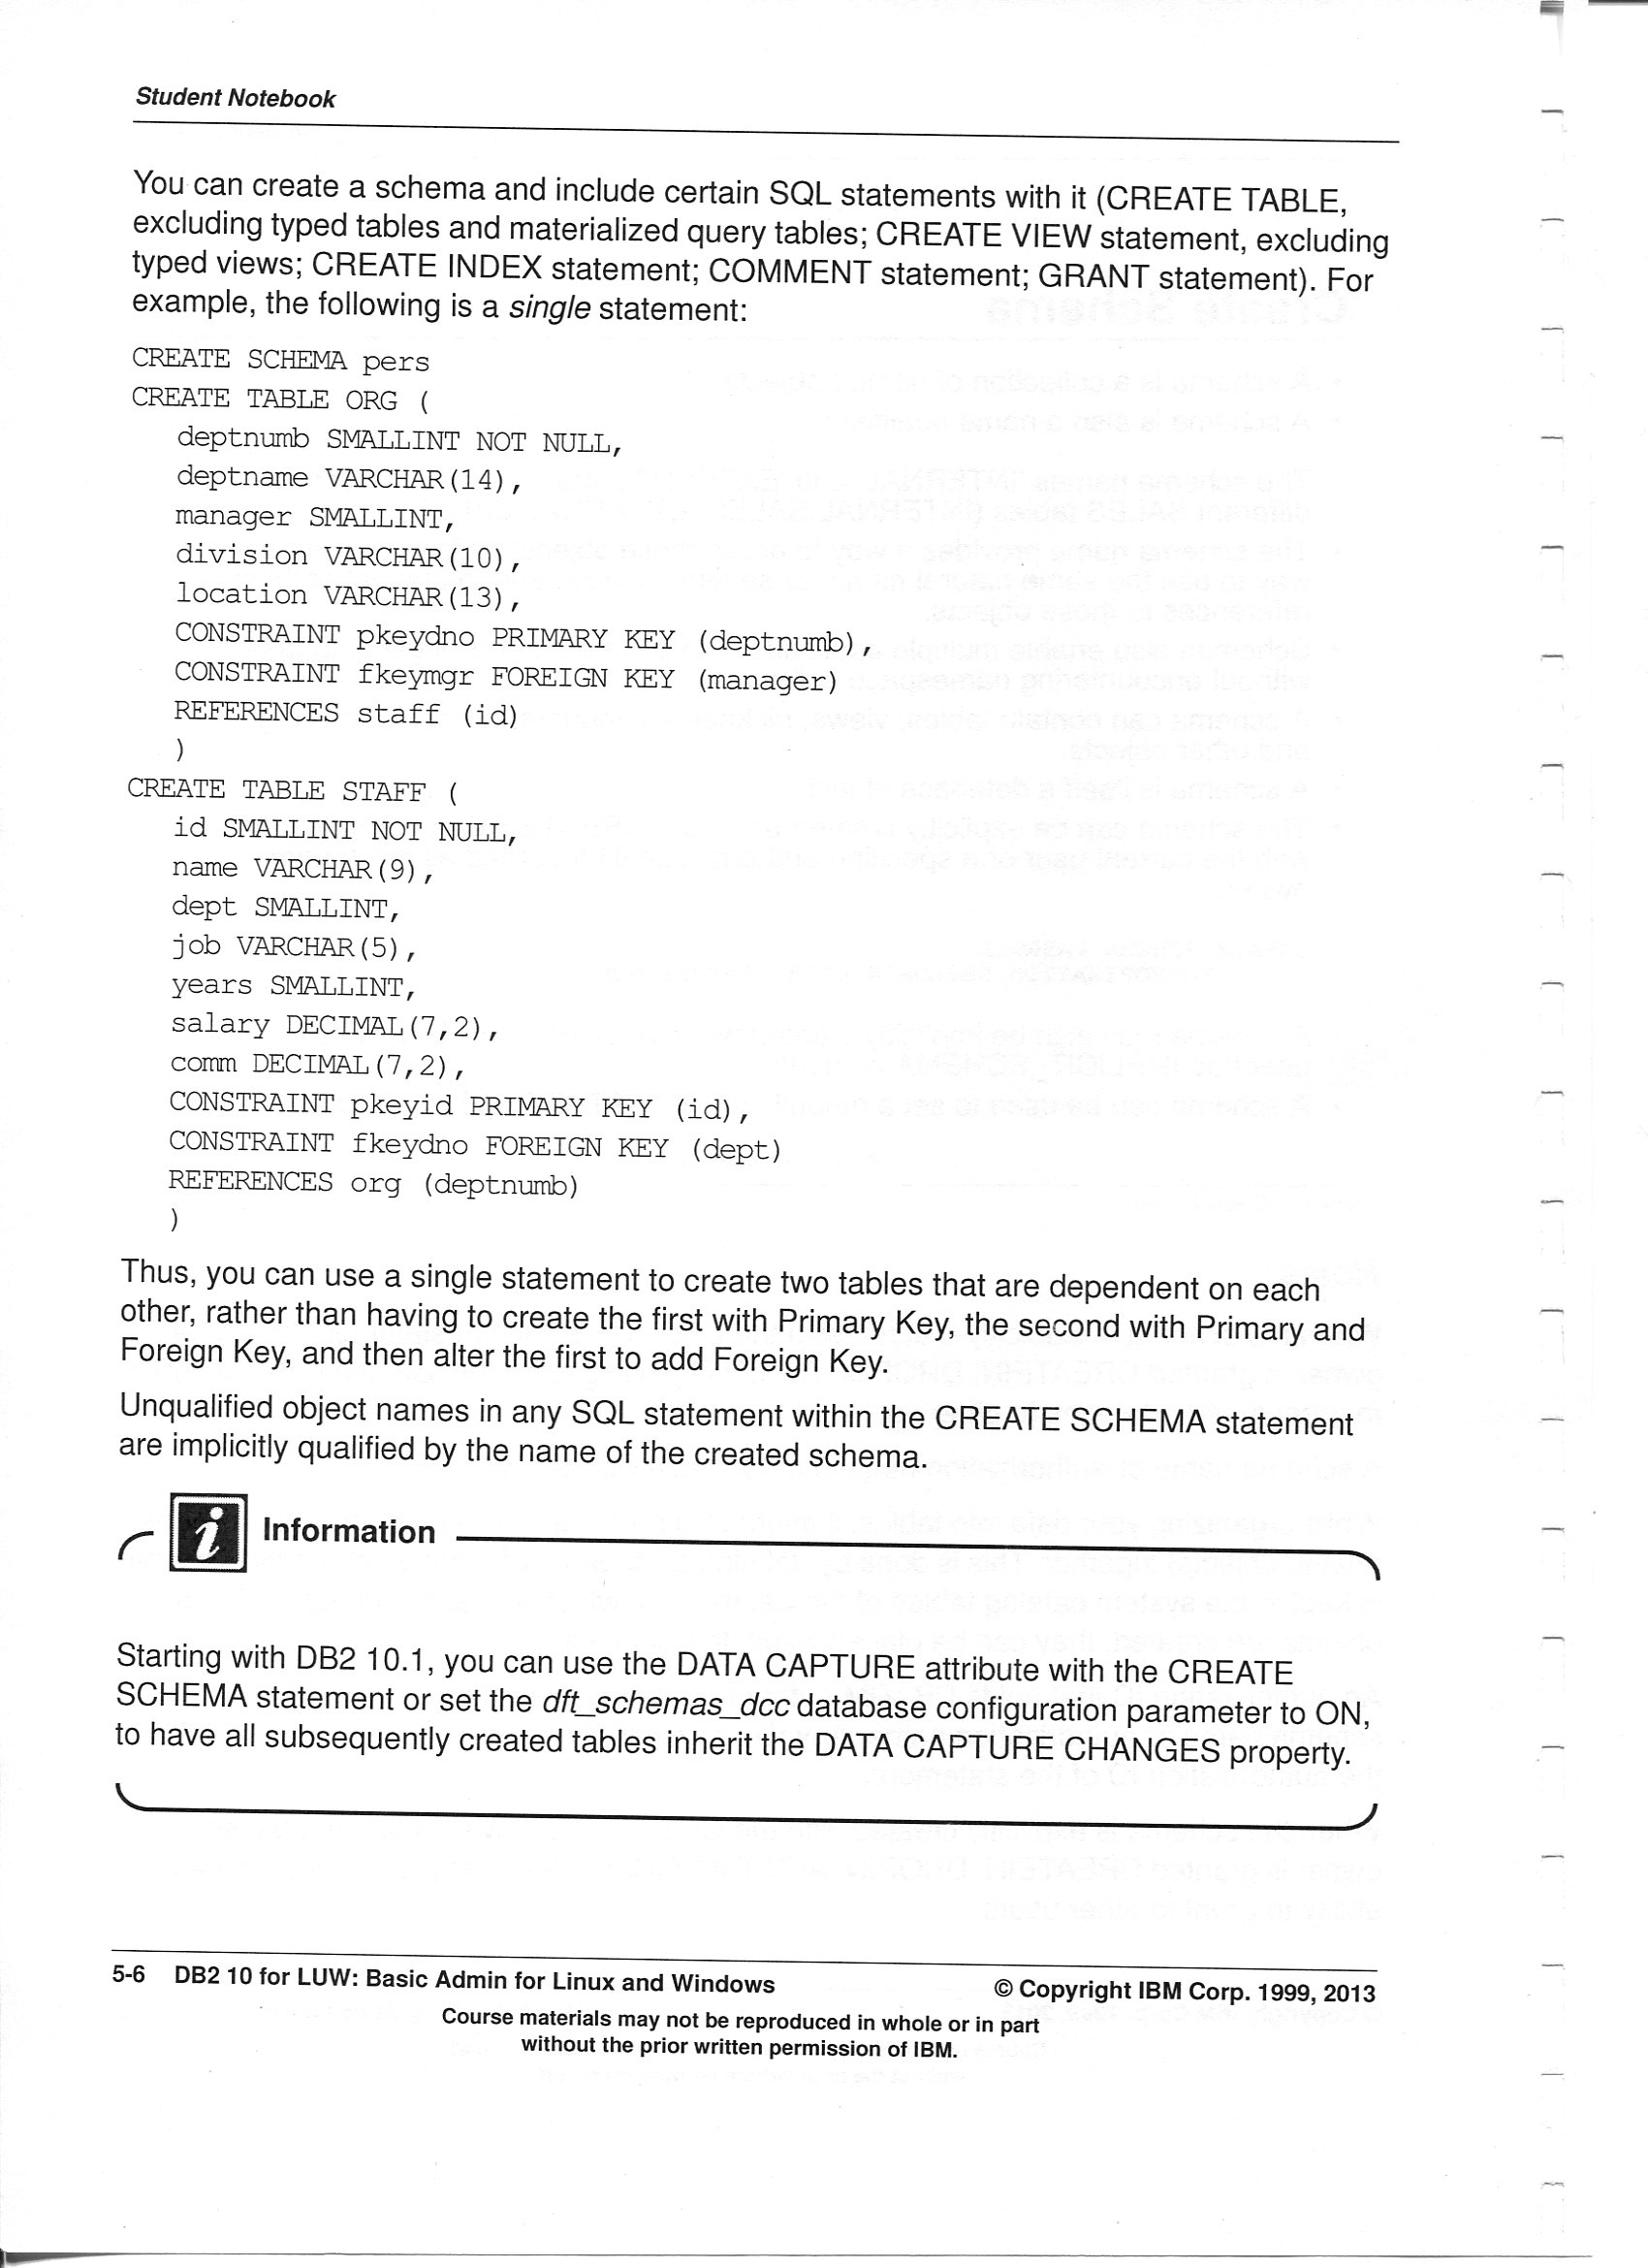 Student Notebook
You can create a schema and include certain SQL statements with it (CREATE TABLE,
excluding typed tables and materialized query tables; CREATE VIEW statement, excluding
typed views; CREATE INDEX statement; COMMENT statement; GRANT statement). For
example, the following is a single statement:
CREATE SCHEMA pers
CREATE TABLE ORG (
deptnumb SMALLINT NOT NULL,
deptname VARCHAR(14),
manager SMALLINT,
division VARCHAR(10),
location VARCHAR(13),
CONSTRAINT pkeydno PRIMARY KEY (deptnumb),
CONSTRAINT fkeymgr FOREIGN KEY (manager)
REFERENCES staff (id)
)
CREATE TABLE STAFF (
id SMALLINT NOT NULL,
name VARCHAR(9),
dept SMALLINT,
job VARCHAR(5),
years SMALLINT,
salary DECIMAL(7,2),
comm DECIMAL(7,2),
CONSTRAINT pkeyid PRIMARY KEY (id),
CONSTRAINT fkeydno FOREIGN KEY (dept)
REFERENCES org (deptnumb)
)
Thus, you can use a single statement to create two tables that are dependent on each
other, rather than having to create the first with Primary Key, the second with Primary and
Foreign Key, and then alter the first to add Foreign Key.
Unqualified object names in any SQL statement within the CREATE SCHEMA statement
are implicitly qualified by the name of the created schema.
i Information
Starting with DB2 10.1, you can use the DATA CAPTURE attribute with the CREATE
SCHEMA statement or set the dft_schemas_dcc database configuration parameter to ON,
to have all subsequently created tables inherit the DATA CAPTURE CHANGES property.
5-6 DB2 10 for LUW: Basic Admin for Linux and Windows © Copyright IBM Corp. 1999, 2013
Course materials may not be reproduced in whole or in part
without the prior written permission of IBM.